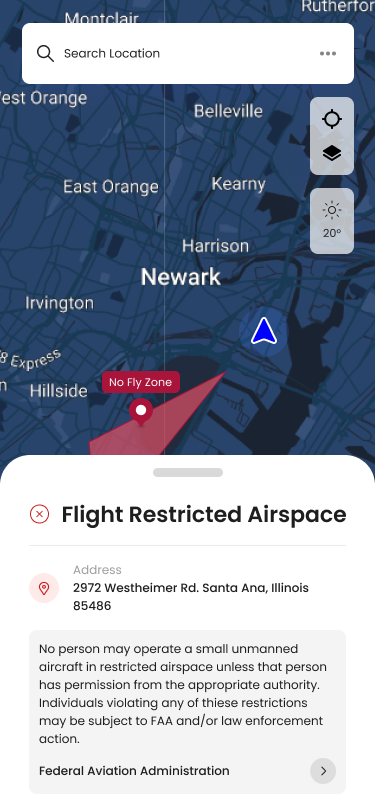 Montclair
Rutherfor
Search Location
est Orange
Belleville
East Orange
Kearny
20°
Harrison
Newark
Irvington
8 Express
n
Hillside
No Fly Zone
Flight Restricted Airspace
Address
2972 Westheimer Rd. Santa Ana, Illinois
85486
No person may operate a small unmanned
aircraft in restricted airspace unless that person
has permission from the appropriate authority.
Individuals violating any of thiese restrictions
may be subject to FAA and/or law enforcement
action.
Federal Aviation Administration